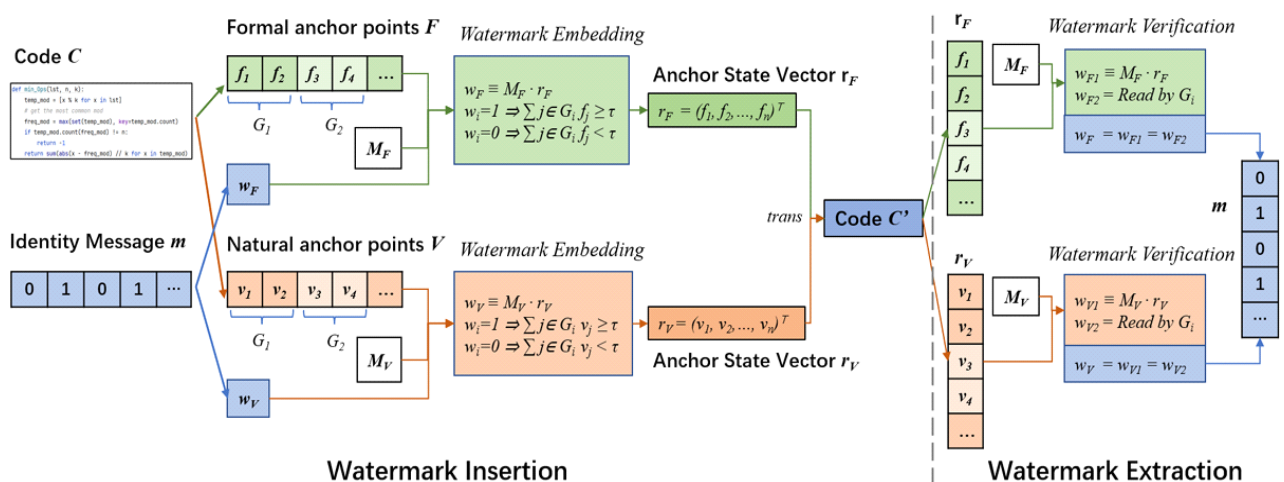 Code C
def min_Ops(lst, n, k):
temp_mod = [x % k for x in lst]
# get the most common mod
freq_mod = max(set(temp_mod), key=temp_mod.count)
if temp_mod.count(freq_mod) != n:
return -1
return sum(abs(x - freq_mod) // k for x in temp_mod)
Identity Message m
0 1 0 1 ...
Formal anchor points F
f1 f2 f3 f4 ...
G1 G2
MF
wF
Natural anchor points V
v1 v2 v3 v4 ...
G1 G2
MV
wV
Watermark Embedding
wF ≡ MF · rF
wi=1 ⇒ ∑ j∈ Gi fj ≥ τ
wi=0 ⇒ ∑ j∈ Gi fj < τ
Watermark Embedding
wV ≡ MV · rV
wi=1 ⇒ ∑ j∈ Gi vj ≥ τ
wi=0 ⇒ ∑ j∈ Gi vj < τ
Anchor State Vector rF
rF = (f1, f2,..., fn)⊤
rV = (v1, v2,..., vn)⊤
Anchor State Vector rV
trans
Code C’
Watermark Insertion
rF
f1
f2
f3
f4
...
MF
Watermark Verification
wF1 ≡ MF · rF
wF2 = Read by Gi
wF = wF1 = wF2
rV
v1
v2
v3
v4
...
MV
Watermark Verification
wV1 ≡ MV · rV
wV2 = Read by Gi
wV = wV1 = wV2
m
0
1
0
1
...
Watermark Extraction